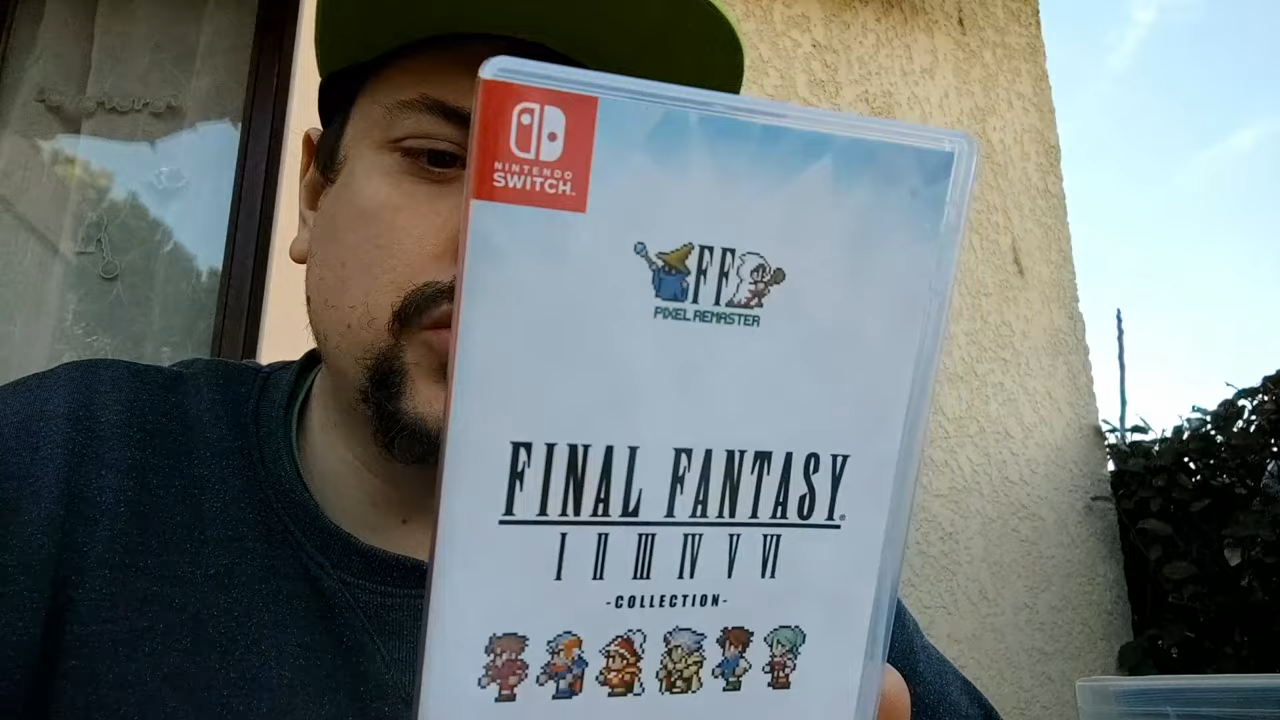 NINTENDO
SWITCH.
FF
PIXEL REMASTER
FINAL FANTASY®
I II III IV V VI
-COLLECTION-